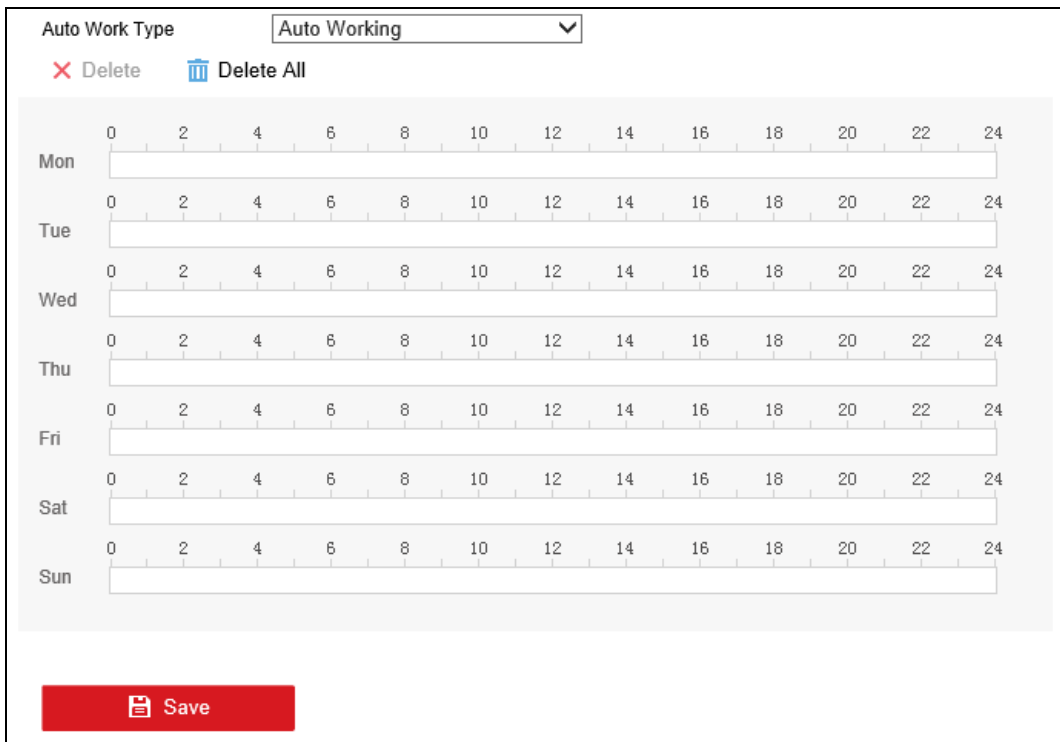 Auto Work Type Auto Working
Delete Delete All
0 2 4 6 8 10 12 14 16 18 20 22 24
Mon
0 2 4 6 8 10 12 14 16 18 20 22 24
Tue
0 2 4 6 8 10 12 14 16 18 20 22 24
Wed
0 2 4 6 8 10 12 14 16 18 20 22 24
Thu
0 2 4 6 8 10 12 14 16 18 20 22 24
Fri
0 2 4 6 8 10 12 14 16 18 20 22 24
Sat
0 2 4 6 8 10 12 14 16 18 20 22 24
Sun
Save